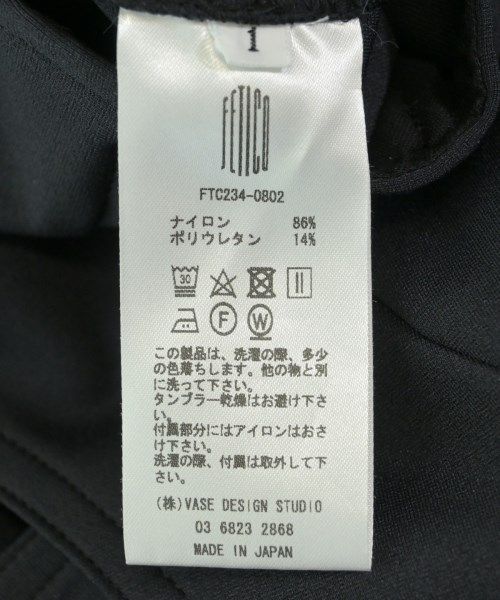 1
FETICO
FTC234-0802
ナイロン 86%
ポリウレタン 14%
30
F
W
この製品は、洗濯の際、多少
の色落ちします。他の物と別
に洗って下さい。
タンブラー乾燥はお避け下さ
い。
付属部分にはアイロンはおさ
け下さい。
洗濯の際、付属は取外して下
さい。
(株)VASE DESIGN STUDIO
03 6823 2868
MADE IN JAPAN